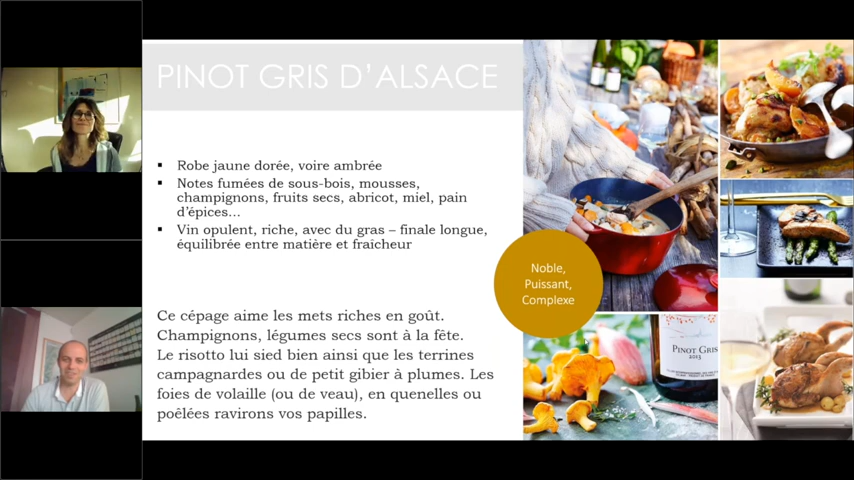 PINOT GRIS D'ALSACE
▪ Robe jaune dorée, voire ambrée
▪ Notes fumées de sous-bois, mousses,
champignons, fruits secs, abricot, miel, pain
d'épices...
▪ Vin opulent, riche, avec du gras – finale longue,
équilibrée entre matière et fraicheur
Noble,
Puissant,
Complexe
Ce cépage aime les mets riches en goût.
Champignons, légumes secs sont à la fête.
Le risotto lui sied bien ainsi que les terrines
campagnardes ou de petit gibier à plumes. Les
foies de volaille (ou de veau), en quenelles ou
poêlées ravirons vos papilles.
PINOT GRIS
2013